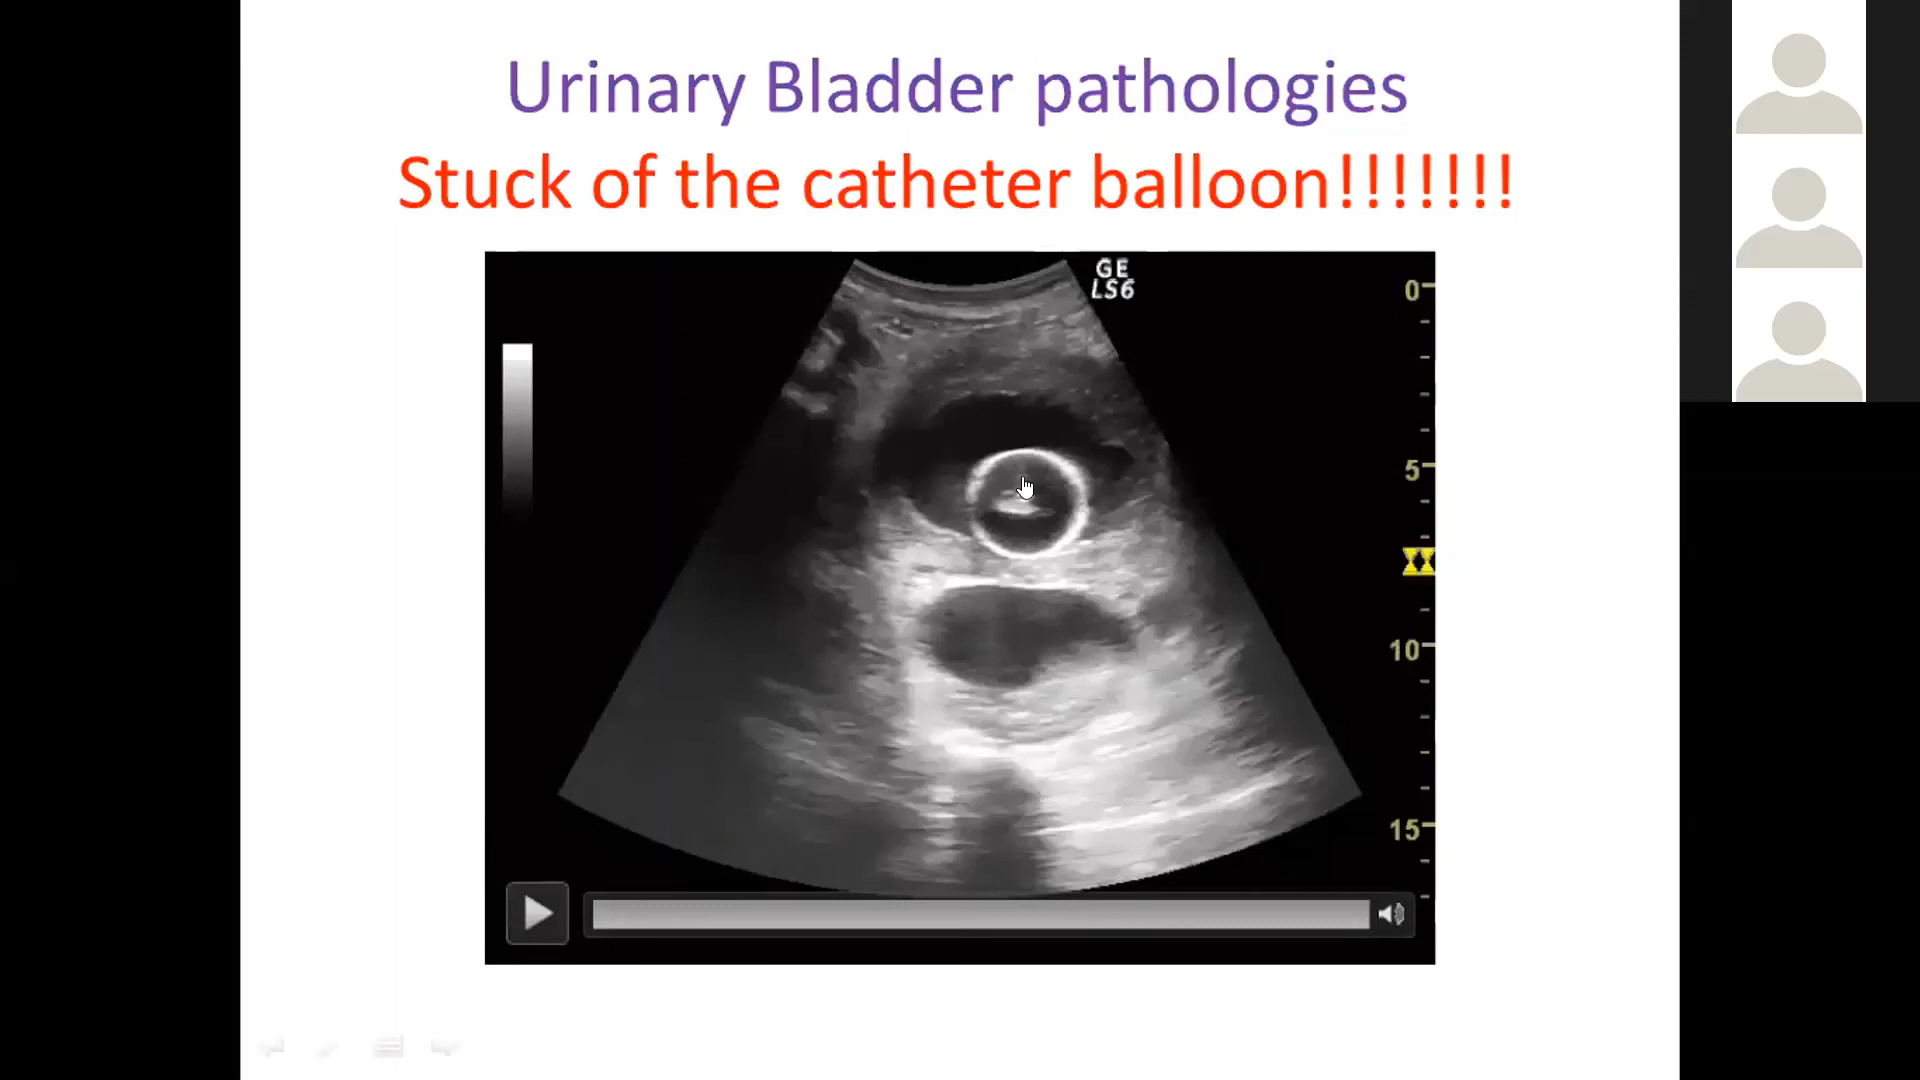 Urinary Bladder pathologies
Stuck of the catheter balloon!!!!!!!
GE
LS6
0
5
10
15